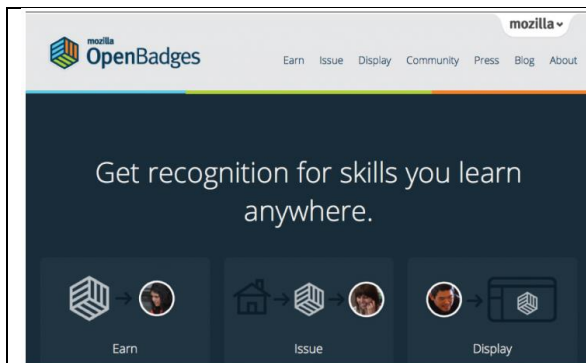 mozilla
mozilla
OpenBadges
Earn Issue Display Community Press Blog About
Get recognition for skills you learn
anywhere.
Earn Issue Display